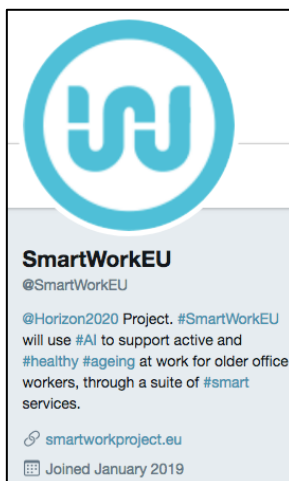 SmartWorkEU
@SmartWorkEU
@Horizon2020 Project. #SmartWorkEU
will use #AI to support active and
#healthy #ageing at work for older office
workers, through a suite of #smart
services.
smartworkproject.eu
Joined January 2019